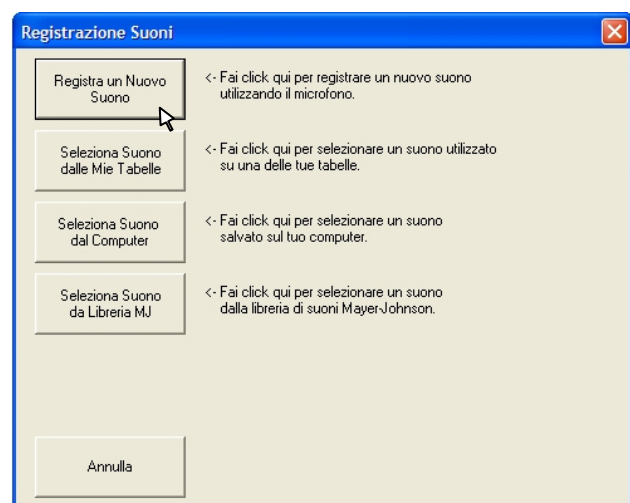 Registrazione Suoni
Registra un Nuovo
Suono
<- Fai click qui per registrare un nuovo suono
utilizzando il microfono.
Seleziona Suono
dalle Mie Tabelle
<- Fai click qui per selezionare un suono utilizzato
su una delle tue tabelle.
Seleziona Suono
dal Computer
<- Fai click qui per selezionare un suono
salvato sul tuo computer.
Seleziona Suono
da Libreria MJ
<- Fai click qui per selezionare un suono
dalla libreria di suoni Mayer-Johnson.
Annulla